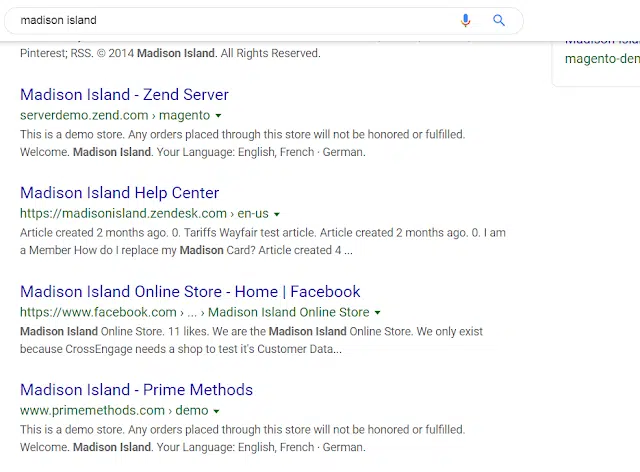 madison island
Pinterest; RSS. © 2014 Madison Island. All Rights Reserved.
magento-den
Madison Island - Zend Server
serverdemo.zend.com › magento
This is a demo store. Any orders placed through this store will not be honored or fulfilled.
Welcome. Madison Island. Your Language: English, French · German.
Madison Island Help Center
https://madisonisland.zendesk.com › en-us
Article created 2 months ago. 0. Tariffs Wayfair test article. Article created 2 months ago. 0. I am
a Member How do I replace my Madison Card? Article created 4 ...
Madison Island Online Store - Home | Facebook
https://www.facebook.com › ... › Madison Island Online Store
Madison Island Online Store. 11 likes. We are the Madison Island Online Store. We only exist
because CrossEngage needs a shop to test it's Customer Data...
Madison Island - Prime Methods
www.primemethods.com › demo
This is a demo store. Any orders placed through this store will not be honored or fulfilled.
Welcome. Madison Island. Your Language: English, French · German.